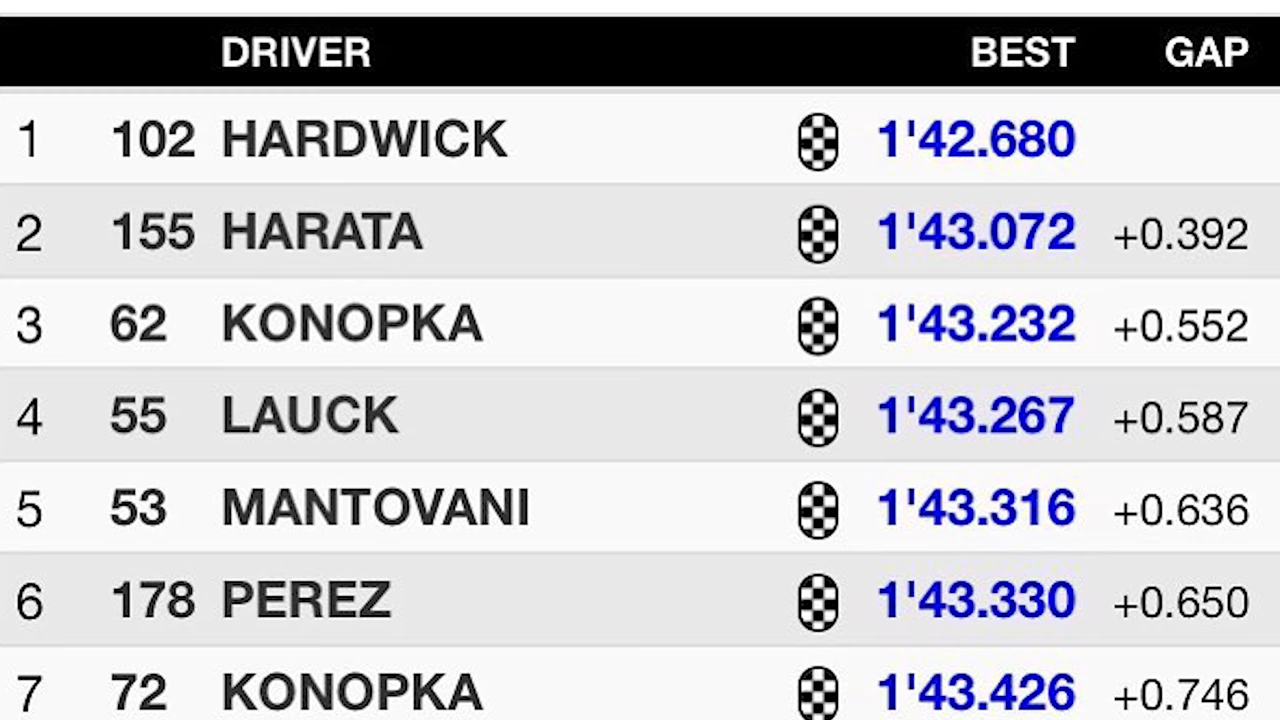 DRIVER BEST GAP
1 102 HARDWICK 1'42.680
2 155 HARATA 1'43.072 +0.392
3 62 KONOPKA 1'43.232 +0.552
4 55 LAUCK 1'43.267 +0.587
5 53 MANTOVANI 1'43.316 +0.636
6 178 PEREZ 1'43.330 +0.650
7 72 KONOPKA 1'43.426 +0.746